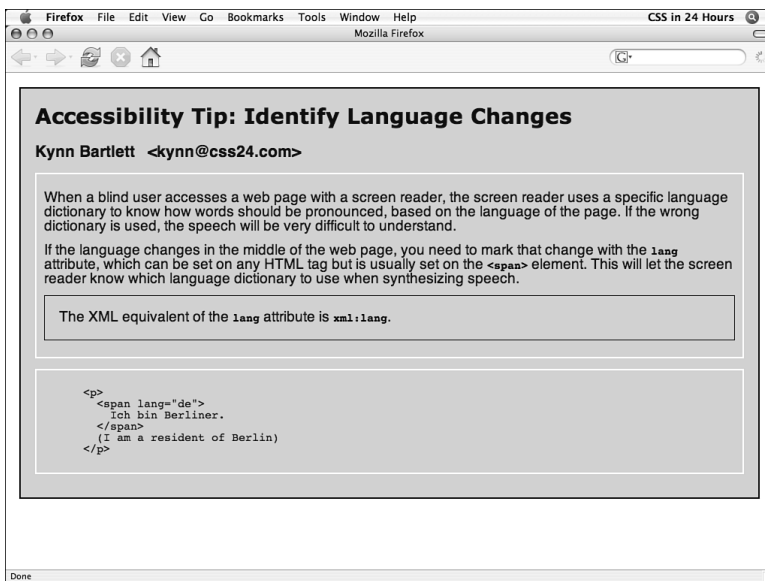 Firefox File Edit View Go Bookmarks Tools Window Help CSS in 24 Hours
Mozilla Firefox
G
Accessibility Tip: Identify Language Changes
Kynn Bartlett <kynn@css24.com>
When a blind user accesses a web page with a screen reader, the screen reader uses a specific language
dictionary to know how words should be pronounced, based on the language of the page. If the wrong
dictionary is used, the speech will be very difficult to understand.
If the language changes in the middle of the web page, you need to mark that change with the lang
attribute, which can be set on any HTML tag but is usually set on the <span> element. This will let the screen
reader know which language dictionary to use when synthesizing speech.
The XML equivalent of the lang attribute is xml:lang.
<p>
<span lang="de">
Ich bin Berliner.
</span>
(I am a resident of Berlin)
</p>
Done